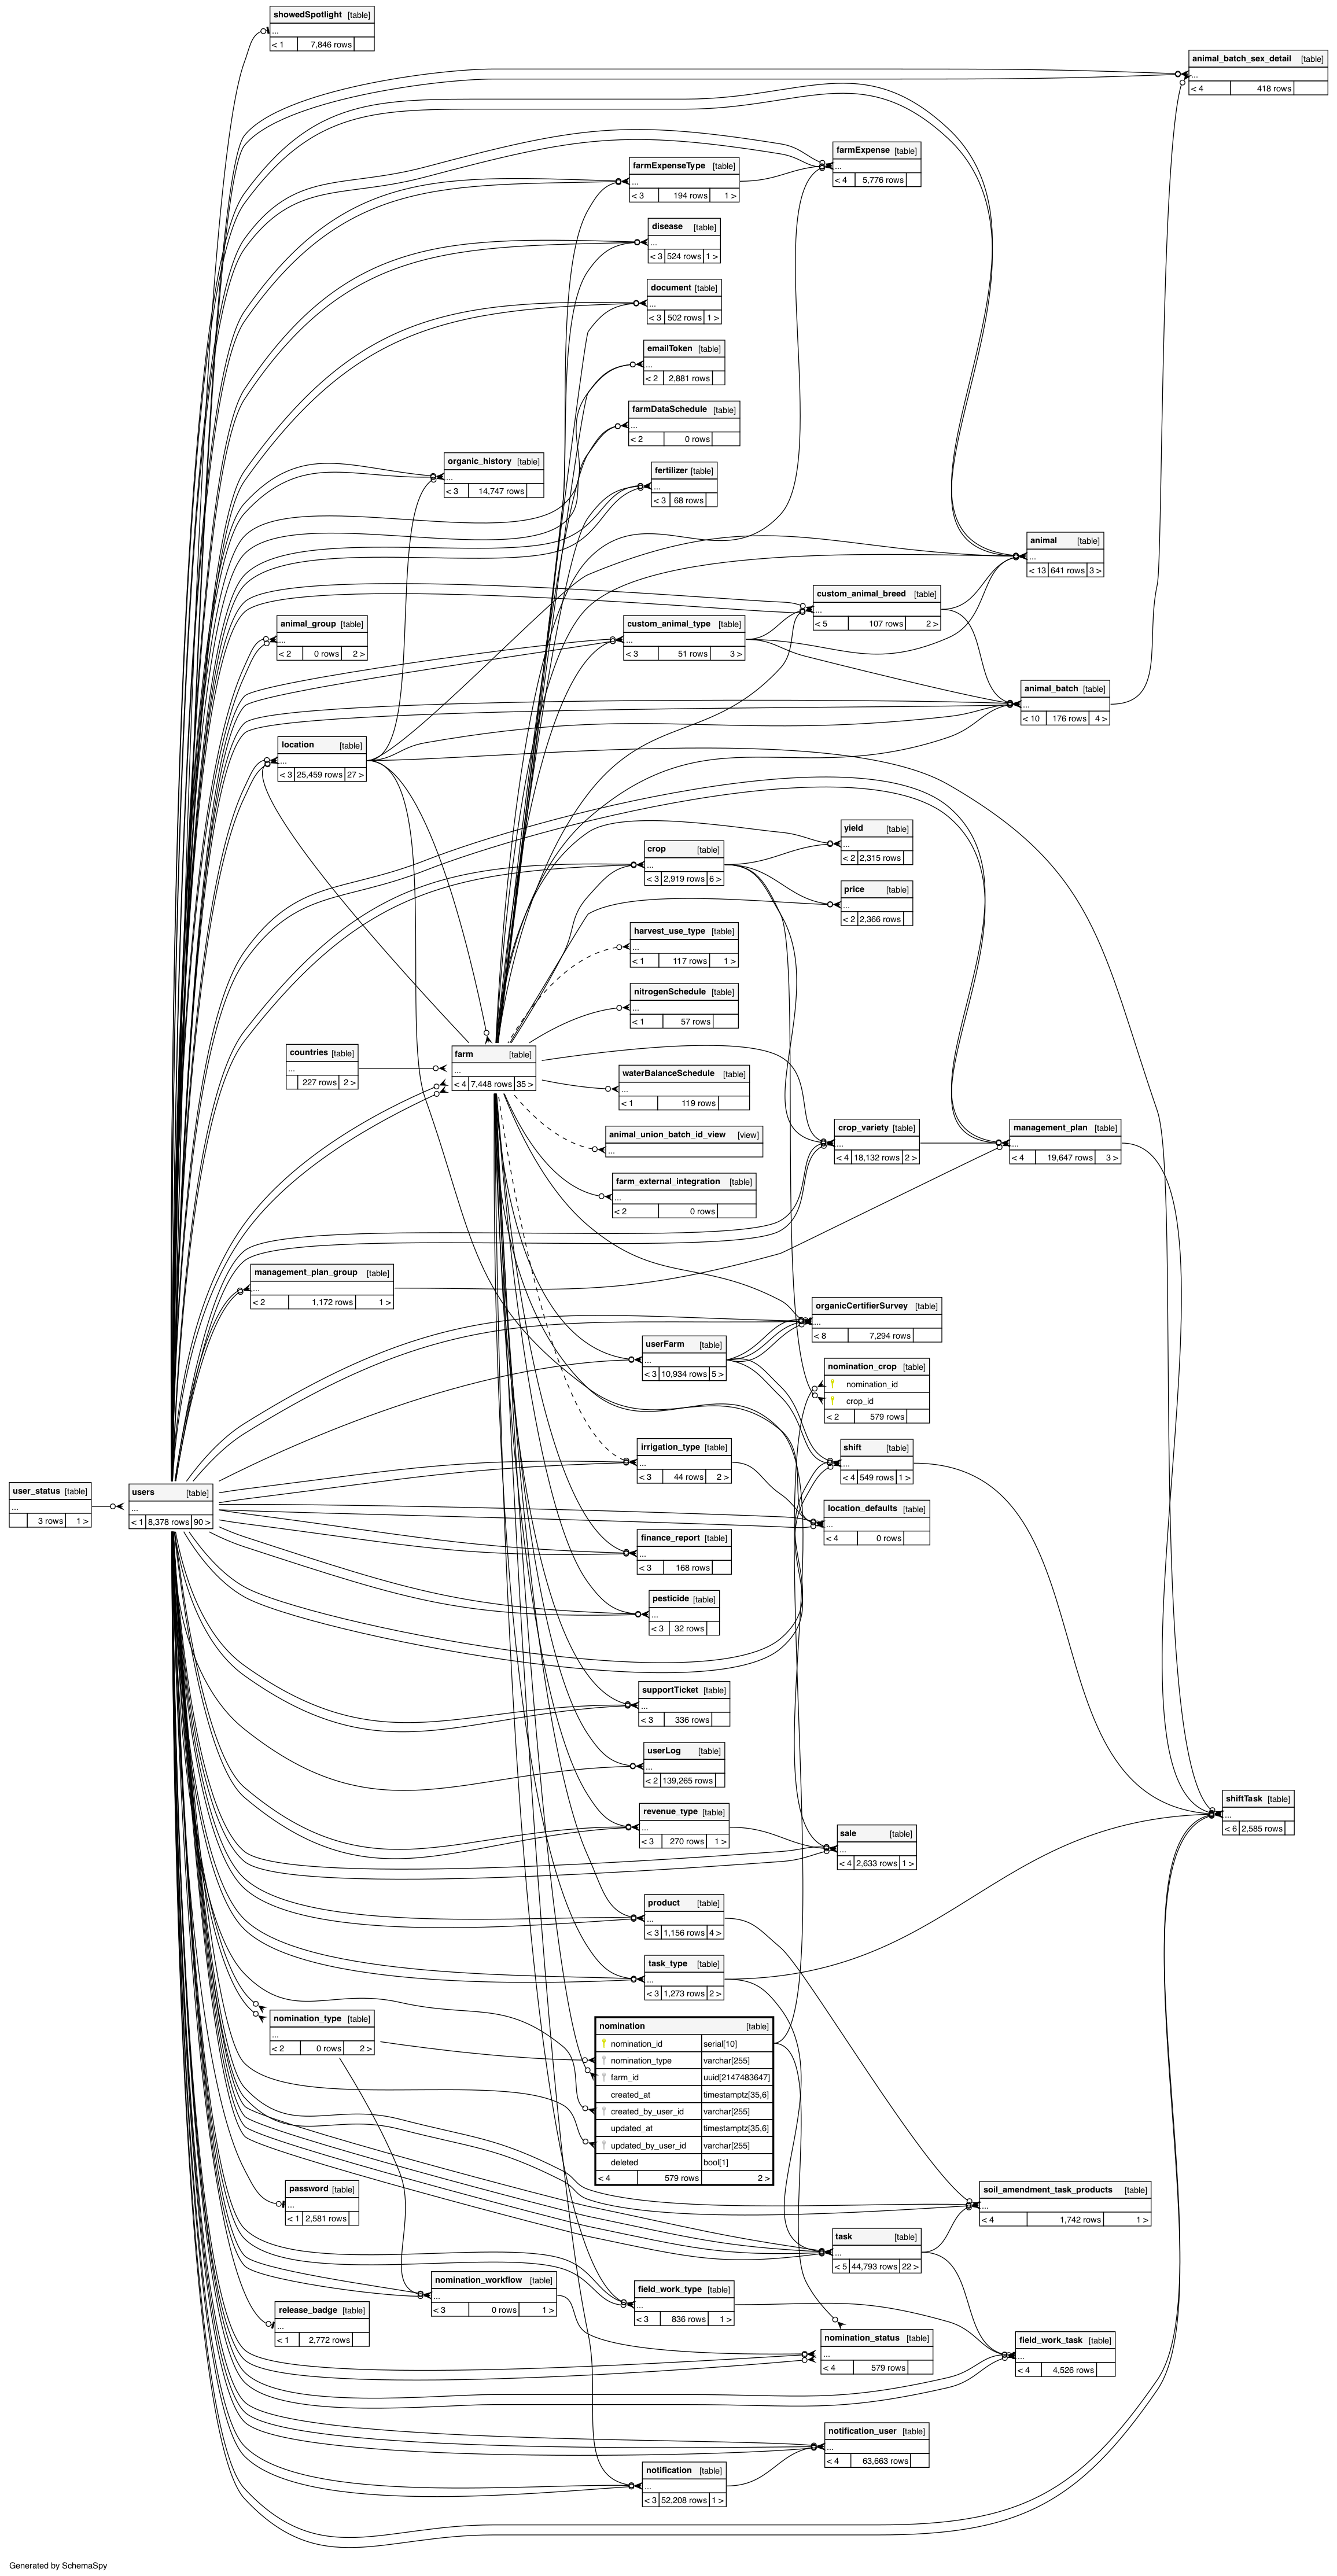 showedSpotlight [table]
...
< 1 7,846 rows
animal_batch_sex_detail [table]
...
< 4 418 rows
farmExpense [table]
...
< 4 5,776 rows
farmExpenseType [table]
...
< 3 194 rows 1 >
disease [table]
...
< 3 524 rows 1 >
document [table]
...
< 3 502 rows 1 >
emailToken [table]
...
< 2 2,881 rows
farmDataSchedule [table]
...
< 2 0 rows
organic_history [table]
...
< 3 14,747 rows
fertilizer [table]
...
< 3 68 rows
animal [table]
...
< 13 641 rows 3 >
custom_animal_breed [table]
...
< 5 107 rows 2 >
animal_group [table]
...
< 2 0 rows 2 >
custom_animal_type [table]
...
< 3 51 rows 3 >
animal_batch [table]
...
< 10 176 rows 4 >
location [table]
...
< 3 25,459 rows 27 >
yield [table]
...
< 2 2,315 rows
crop [table]
...
< 3 2,919 rows 6 >
price [table]
...
< 2 2,366 rows
harvest_use_type [table]
...
< 1 117 rows 1 >
nitrogenSchedule [table]
...
< 1 57 rows
countries [table]
...
227 rows 2 >
farm [table]
...
< 4 7,448 rows 35 >
waterBalanceSchedule [table]
...
< 1 119 rows
animal_union_batch_id_view [view]
...
crop_variety [table]
...
< 4 18,132 rows 2 >
management_plan [table]
...
< 4 19,647 rows 3 >
farm_external_integration [table]
...
< 2 0 rows
management_plan_group [table]
...
< 2 1,172 rows 1 >
organicCertifierSurvey [table]
...
< 8 7,294 rows
userFarm [table]
...
< 3 10,934 rows 5 >
nomination_crop [table]
nomination_id
crop_id
< 2 579 rows
irrigation_type [table]
...
< 3 44 rows 2 >
shift [table]
...
< 4 549 rows 1 >
user_status [table]
...
3 rows 1 >
users [table]
...
< 1 8,378 rows 90 >
location_defaults [table]
...
< 4 0 rows
finance_report [table]
...
< 3 168 rows
pesticide [table]
...
< 3 32 rows
supportTicket [table]
...
< 3 336 rows
userLog [table]
...
< 2 139,265 rows
revenue_type [table]
...
< 3 270 rows 1 >
shiftTask [table]
...
< 6 2,585 rows
sale [table]
...
< 4 2,633 rows 1 >
product [table]
...
< 3 1,156 rows 4 >
task_type [table]
...
< 3 1,273 rows 2 >
nomination_type [table]
...
< 2 0 rows 2 >
nomination [table]
nomination_id serial[10]
nomination_type varchar[255]
farm_id uuid[2147483647]
created_at timestamptz[35,6]
created_by_user_id varchar[255]
updated_at timestamptz[35,6]
updated_by_user_id varchar[255]
deleted bool[1]
< 4 579 rows 2 >
password [table]
...
< 1 2,581 rows
soil_amendment_task_products [table]
...
< 4 1,742 rows 1 >
task [table]
...
< 5 44,793 rows 22 >
nomination_workflow [table]
...
< 3 0 rows 1 >
field_work_type [table]
...
< 3 836 rows 1 >
release_badge [table]
...
< 1 2,772 rows
nomination_status [table]
...
< 4 579 rows
field_work_task [table]
...
< 4 4,526 rows
notification_user [table]
...
< 4 63,663 rows
notification [table]
...
< 3 52,208 rows 1 >
Generated by SchemaSpy